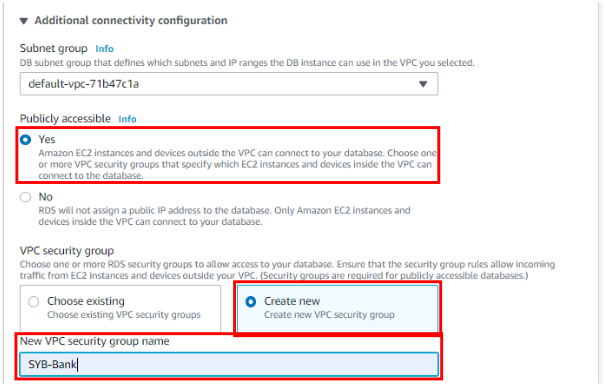 Additional connectivity configuration
Subnet group Info
DB subnet group that defines which subnets and IP ranges the DB instance can use in the VPC you selected.
default-vpc-71b47c1a
Publicly accessible Info
Yes
Amazon EC2 instances and devices outside the VPC can connect to your database. Choose one
or more VPC security groups that specify which EC2 instances and devices inside the VPC can
connect to the database.
No
RDS will not assign a public IP address to the database. Only Amazon EC2 instances and
devices inside the VPC can connect to your database.
VPC security group
Choose one or more RDS security groups to allow access to your database. Ensure that the security group rules allow incoming
traffic from EC2 instances and devices outside your VPC. (Security groups are required for publicly accessible databases.)
Choose existing
Choose existing VPC security groups
Create new
Create new VPC security group
New VPC security group name
SYB-Bank